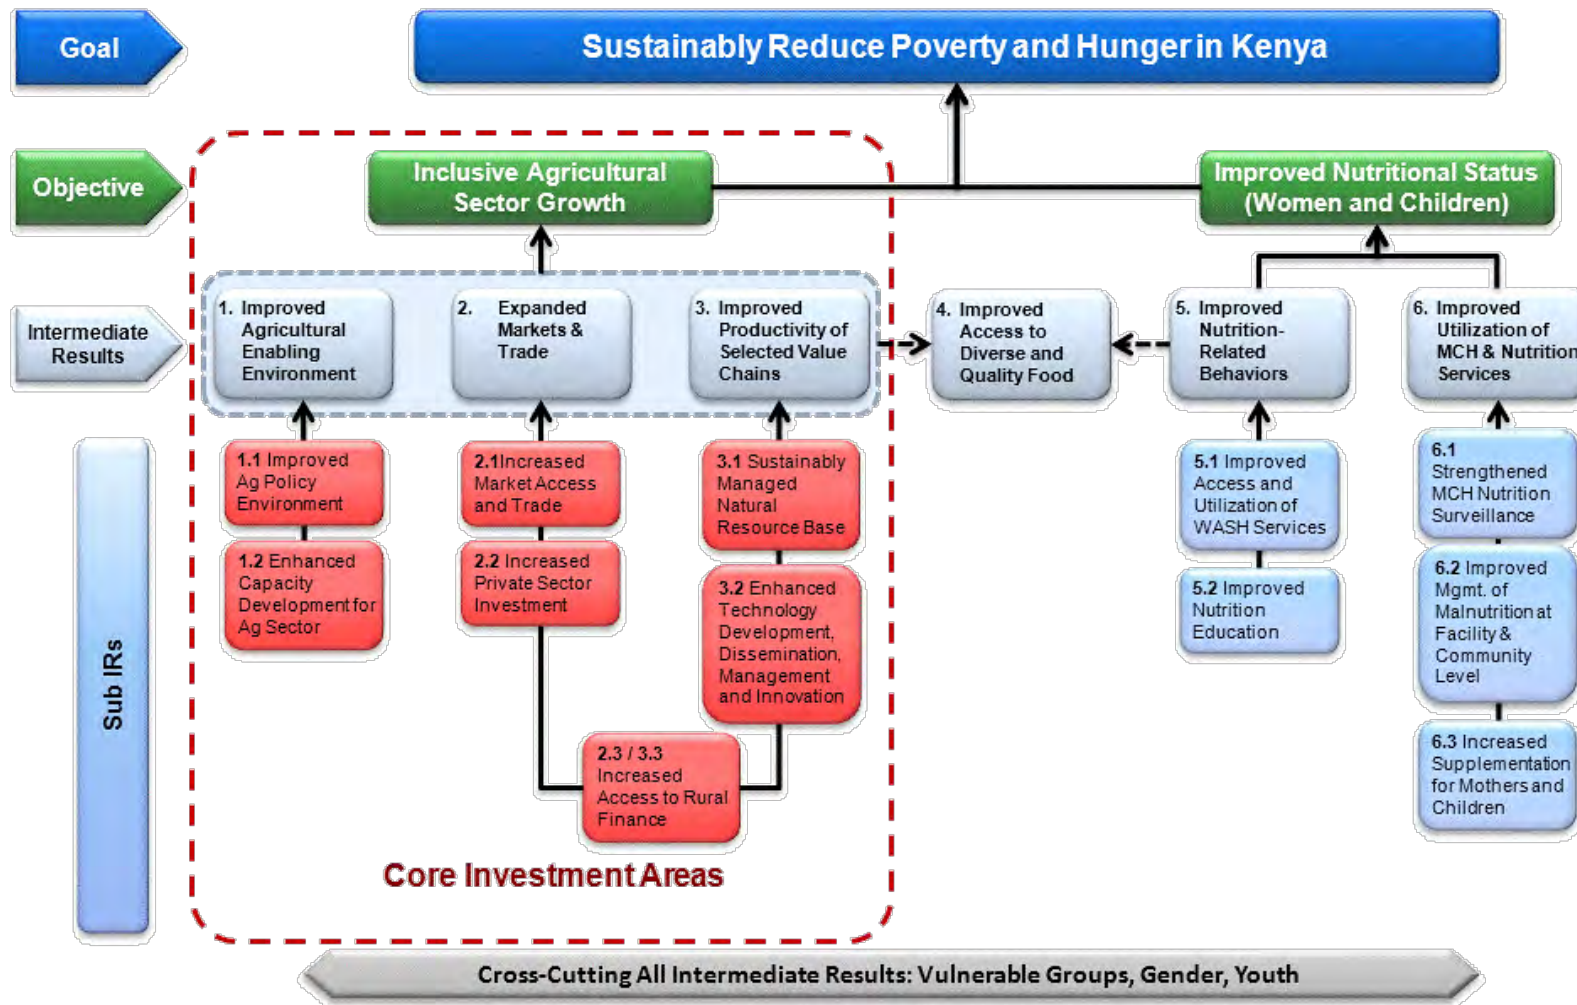 Goal
Sustainably Reduce Poverty and Hunger in Kenya
Objective
Inclusive Agricultural
Sector Growth
Improved Nutritional Status
(Women and Children)
Intermediate
Results
1. Improved
Agricultural
Enabling
Environment
2. Expanded
Markets &
Trade
3. Improved
Productivity of
Selected Value
Chains
4. Improved
Access to
Diverse and
Quality Food
5. Improved
Nutrition-
Related
Behaviors
6. Improved
Utilization of
MCH & Nutrition
Services
Sub IRs
1.1 Improved
Ag Policy
Environment
1.2 Enhanced
Capacity
Development for
Ag Sector
2.1Increased
Market Access
and Trade
2.2 Increased
Private Sector
Investment
3.1 Sustainably
Managed
Natural
Resource Base
3.2 Enhanced
Technology
Development,
Dissemination,
Management
and Innovation
2.3 / 3.3
Increased
Access to Rural
Finance
5.1 Improved
Access and
Utilization of
WASH Services
5.2 Improved
Nutrition
Education
6.1
Strengthened
MCH Nutrition
Surveillance
6.2 Improved
Mgmt. of
Malnutrition at
Facility &
Community
Level
6.3 Increased
Supplementation
for Mothers and
Children
Core Investment Areas
Cross-Cutting All Intermediate Results: Vulnerable Groups, Gender, Youth